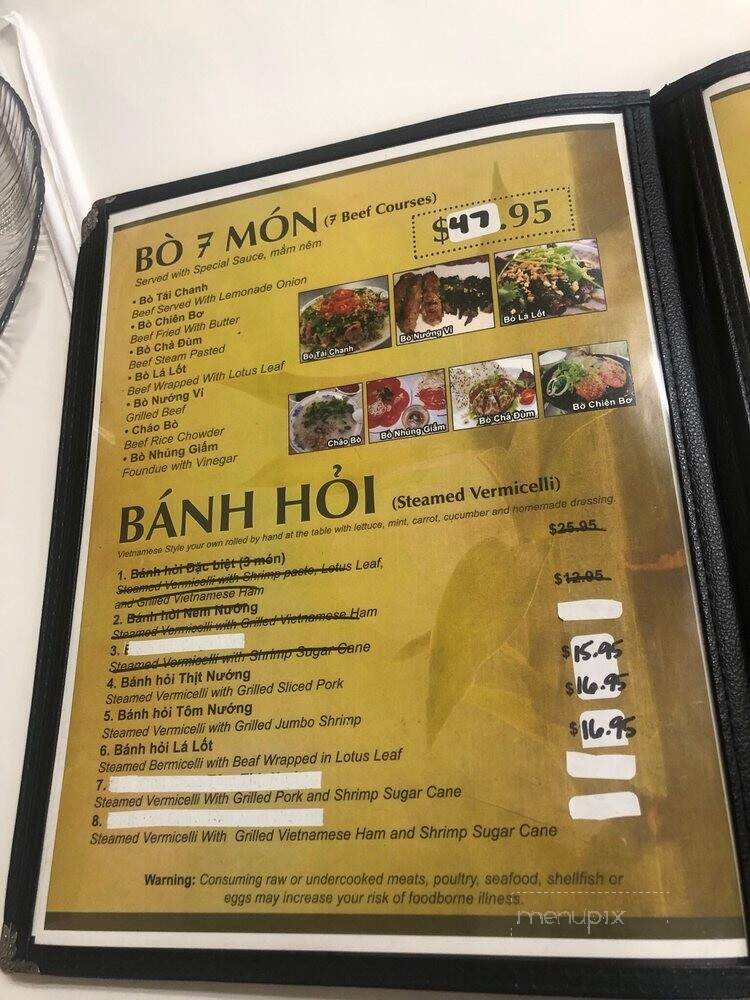 BÒ 7 MÓN (7 Beef Courses)
$47.95
Served with Special Sauce, mắm nêm
• Bò Tái Chanh
Beef Served With Lemonade Onion
• Bò Chiên Bơ
Beef Fried With Butter
• Bò Chả Đùm
Beef Steam Pasted
• Bò Lá Lốt
Beef Wrapped With Lotus Leaf
• Bò Nướng Vỉ
Grilled Beef
• Cháo Bò
Beef Rice Chowder
• Bò Nhúng Giấm
Foundue with Vinegar
Bò Tái Chanh
Bò Nướng Vỉ
Bò Lá Lốt
Cháo Bò
Bò Nhúng Giấm
Bò Chả Đùm
Bò Chiên Bơ
BÁNH HỎI (Steamed Vermicelli)
Vietnamese Style your own rolled by hand at the table with lettuce, mint, carrot, cucumber and homemade dressing.
1. Bánh hỏi Đặc biệt (3 món) $25.95
Steamed Vermicelli with Shrimp paste, Lotus Leaf,
and Grilled Vietnamese Ham
2. Bánh hỏi Nem Nướng $12.95
Steamed Vermicelli with Grilled Vietnamese Ham
3.
Steamed Vermicelli with Shrimp Sugar Cane
4. Bánh hỏi Thịt Nướng $15.95
Steamed Vermicelli with Grilled Sliced Pork
5. Bánh hỏi Tôm Nướng $16.95
Steamed Vermicelli with Grilled Jumbo Shrimp
6. Bánh hỏi Lá Lốt $16.95
Steamed Bermicelli with Beaf Wrapped in Lotus Leaf
7.
Steamed Vermicelli With Grilled Pork and Shrimp Sugar Cane
8.
Steamed Vermicelli With Grilled Vietnamese Ham and Shrimp Sugar Cane
Warning: Consuming raw or undercooked meats, poultry, seafood, shellfish or
eggs may increase your risk of foodborne illness.
menupix